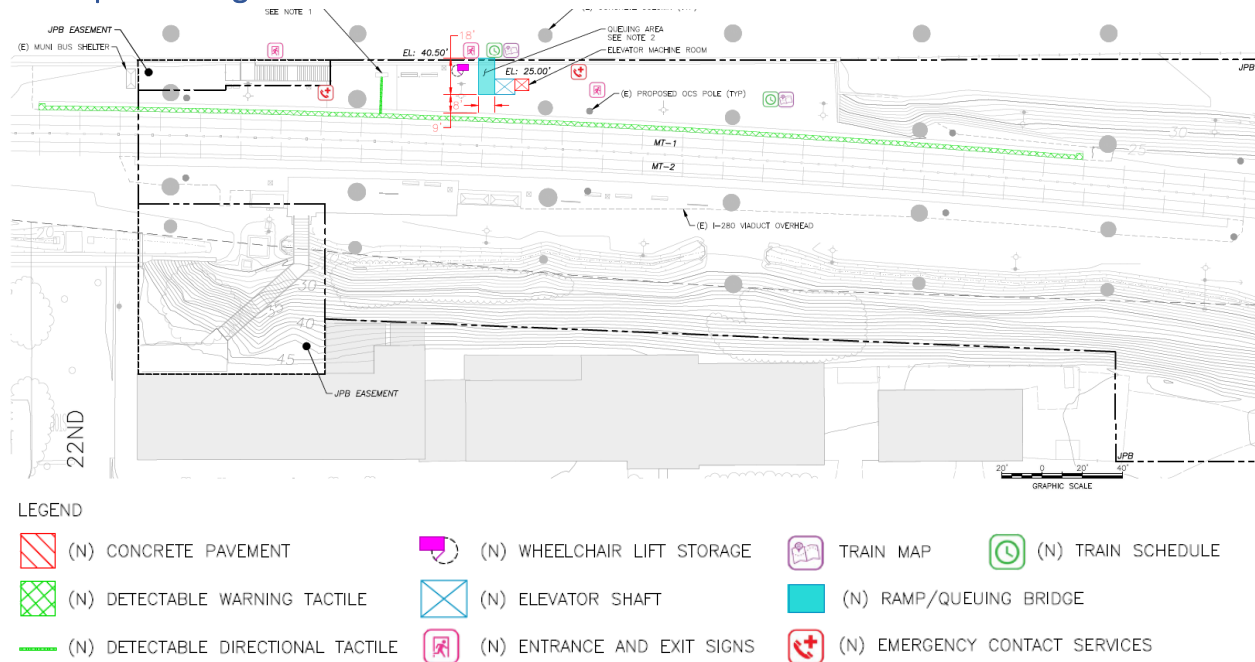 SEE NOTE 1
JPB EASEMENT
(E) MUNI BUS SHELTER
EL: 40.50'
18'
QUEUING AREA
SEE NOTE 2
ELEVATOR MACHINE ROOM
EL: 25.00'
JPB
8'
9'
(E) PROPOSED OCS POLE (TYP)
30
25
MT-1
MT-2
(E) I-280 VIADUCT OVERHEAD
30
35
40
45
JPB EASEMENT
22ND
JPB
20' 0 20' 40'
GRAPHIC SCALE
LEGEND
(N) CONCRETE PAVEMENT
(N) WHEELCHAIR LIFT STORAGE
TRAIN MAP
(N) TRAIN SCHEDULE
(N) DETECTABLE WARNING TACTILE
(N) ELEVATOR SHAFT
(N) RAMP/QUEUING BRIDGE
(N) DETECTABLE DIRECTIONAL TACTILE
(N) ENTRANCE AND EXIT SIGNS
(N) EMERGENCY CONTACT SERVICES